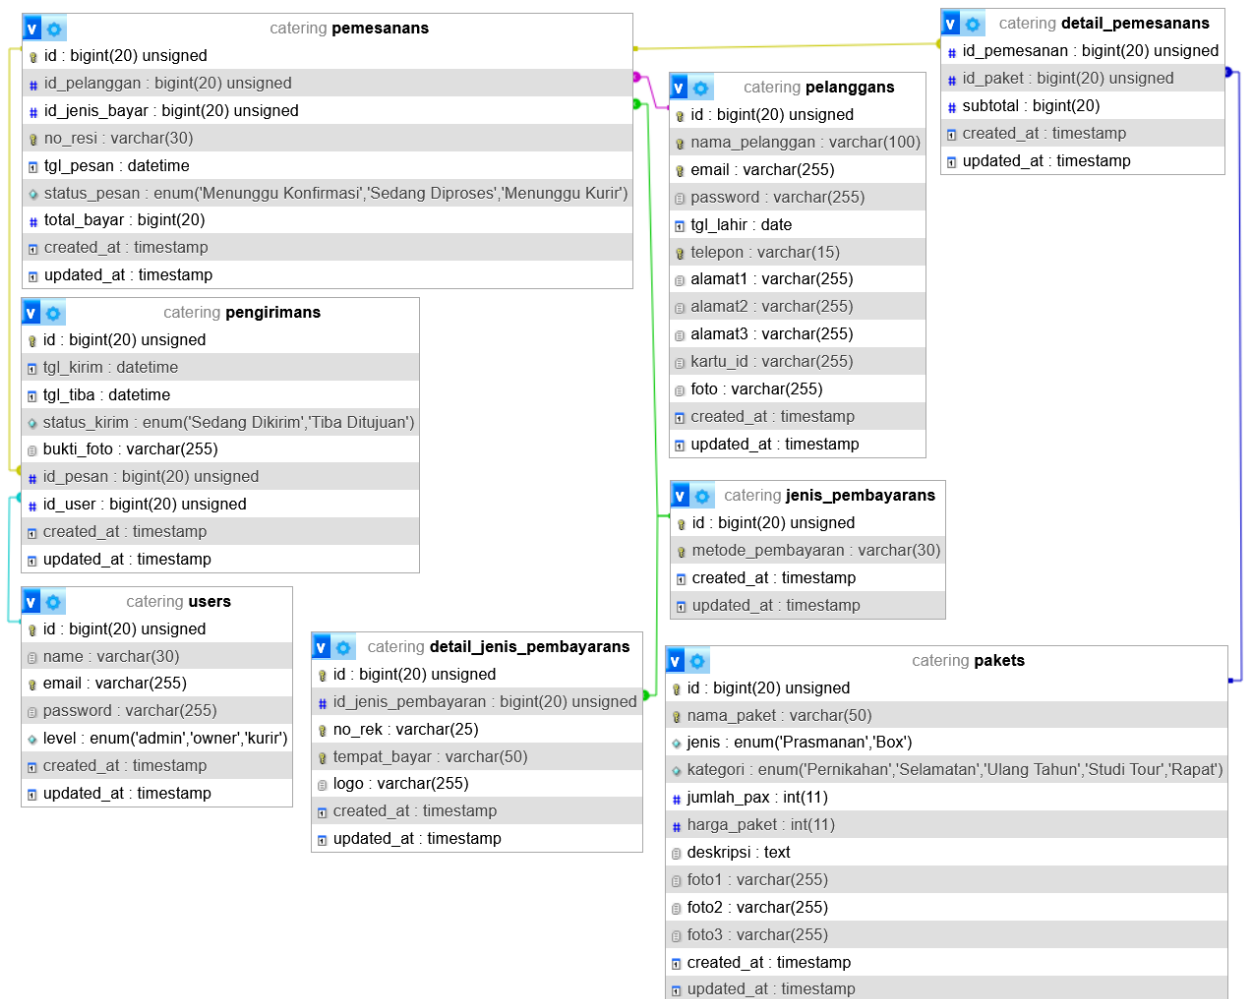 catering pemesanans
id : bigint(20) unsigned
id_pelanggan : bigint(20) unsigned
id_jenis_bayar : bigint(20) unsigned
no_resi : varchar(30)
tgl_pesan : datetime
status_pesan : enum('Menunggu Konfirmasi','Sedang Diproses','Menunggu Kurir')
total_bayar : bigint(20)
created_at : timestamp
updated_at : timestamp
catering detail_pemesanans
id_pemesanan : bigint(20) unsigned
id_paket : bigint(20) unsigned
subtotal : bigint(20)
created_at : timestamp
updated_at : timestamp
catering pelanggans
id : bigint(20) unsigned
nama_pelanggan : varchar(100)
email : varchar(255)
password : varchar(255)
tgl_lahir : date
telepon : varchar(15)
alamat1 : varchar(255)
alamat2 : varchar(255)
alamat3 : varchar(255)
kartu_id : varchar(255)
foto : varchar(255)
created_at : timestamp
updated_at : timestamp
catering pengirimans
id : bigint(20) unsigned
tgl_kirim : datetime
tgl_tiba : datetime
status_kirim : enum('Sedang Dikirim','Tiba Ditujuan')
bukti_foto : varchar(255)
id_pesan : bigint(20) unsigned
id_user : bigint(20) unsigned
created_at : timestamp
updated_at : timestamp
catering jenis_pembayarans
id : bigint(20) unsigned
metode_pembayaran : varchar(30)
created_at : timestamp
updated_at : timestamp
catering users
id : bigint(20) unsigned
name : varchar(30)
email : varchar(255)
password : varchar(255)
level : enum('admin','owner','kurir')
created_at : timestamp
updated_at : timestamp
catering detail_jenis_pembayarans
id : bigint(20) unsigned
id_jenis_pembayaran : bigint(20) unsigned
no_rek : varchar(25)
tempat_bayar : varchar(50)
logo : varchar(255)
created_at : timestamp
updated_at : timestamp
catering pakets
id : bigint(20) unsigned
nama_paket : varchar(50)
jenis : enum('Prasmanan','Box')
kategori : enum('Pernikahan','Selamatan','Ulang Tahun','Studi Tour','Rapat')
jumlah_pax : int(11)
harga_paket : int(11)
deskripsi : text
foto1 : varchar(255)
foto2 : varchar(255)
foto3 : varchar(255)
created_at : timestamp
updated_at : timestamp